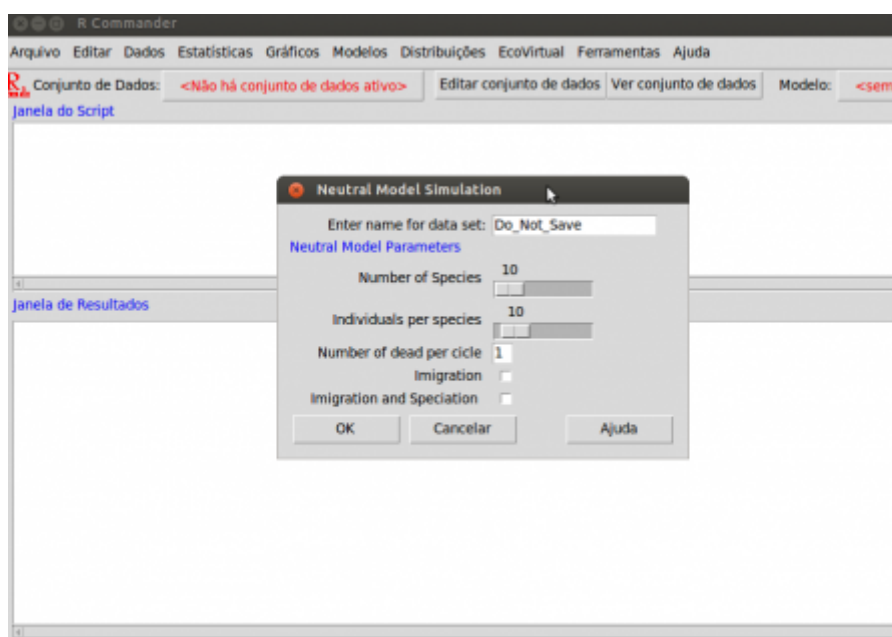 R Commander
Arquivo Editar Dados Estatísticas Gráficos Modelos Distribuições EcoVirtual Ferramentas Ajuda
R Conjunto de Dados: <Não há conjunto de dados ativo> Editar conjunto de dados Ver conjunto de dados Modelo: <sem
Janela do Script
Neutral Model Simulation
Enter name for data set: Do_Not_Save
Neutral Model Parameters
10
Number of Species
10
Individuals per species
Number of dead per cicle 1
Imigration
Imigration and Speciation
OK Cancelar Ajuda
Janela de Resultados